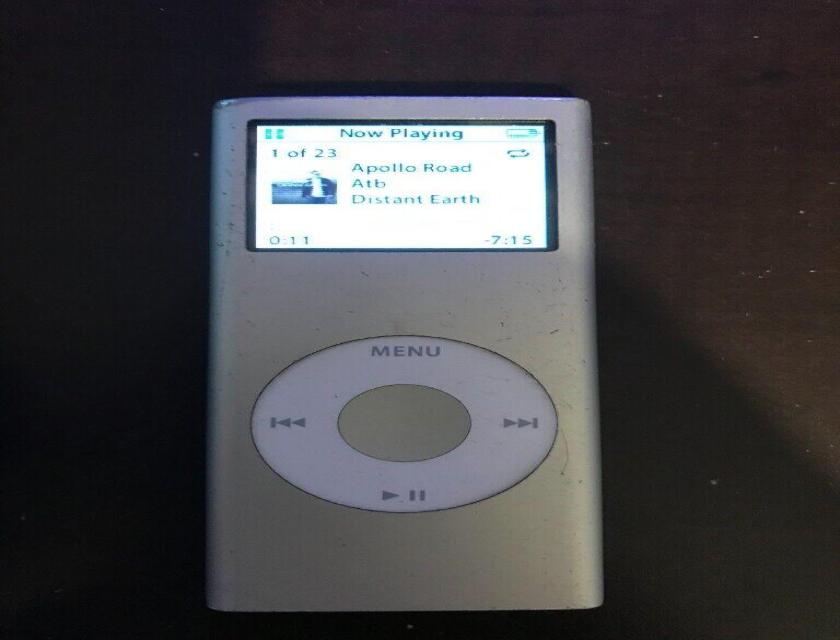 Now Playing
1 of 23
Apollo Road
Atb
Distant Earth
0:11 -7:15
MENU